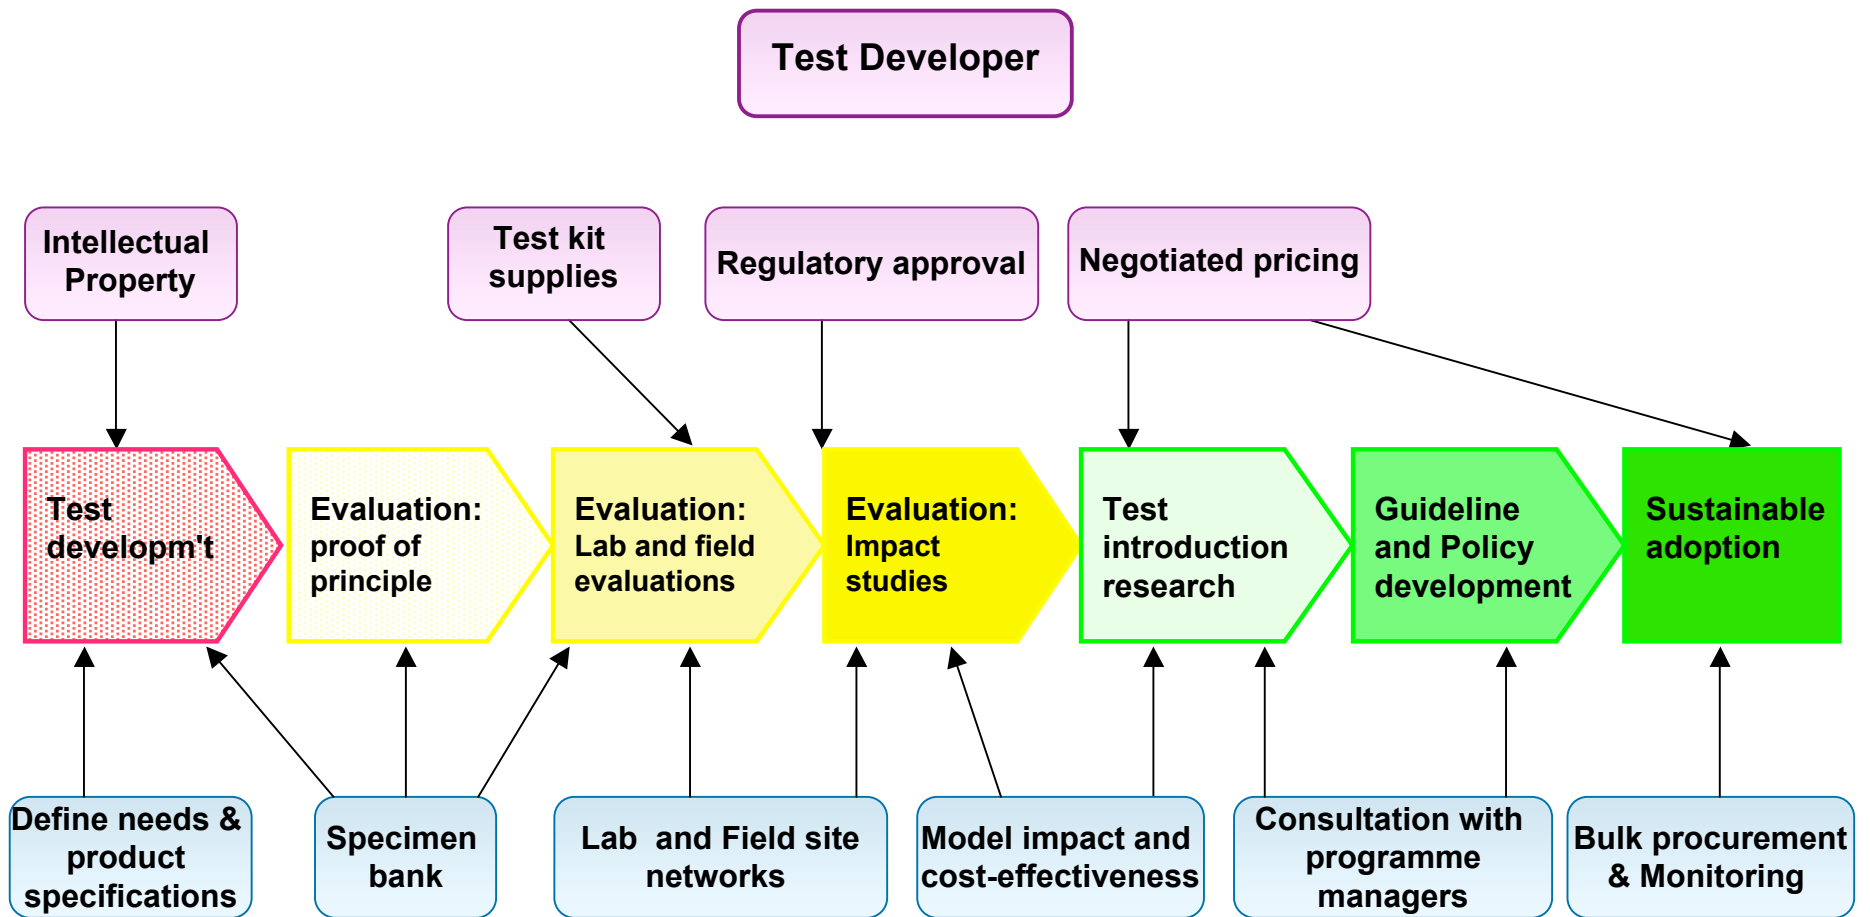 Test Developer
Intellectual
Property
Test kit
supplies
Regulatory approval
Negotiated pricing
Test
developm't
Evaluation:
proof of
principle
Evaluation:
Lab and field
evaluations
Evaluation:
Impact
studies
Test
introduction
research
Guideline
and Policy
development
Sustainable
adoption
Define needs &
product
specifications
Specimen
bank
Lab and Field site
networks
Model impact and
cost-effectiveness
Consultation with
programme
managers
Bulk procurement
& Monitoring